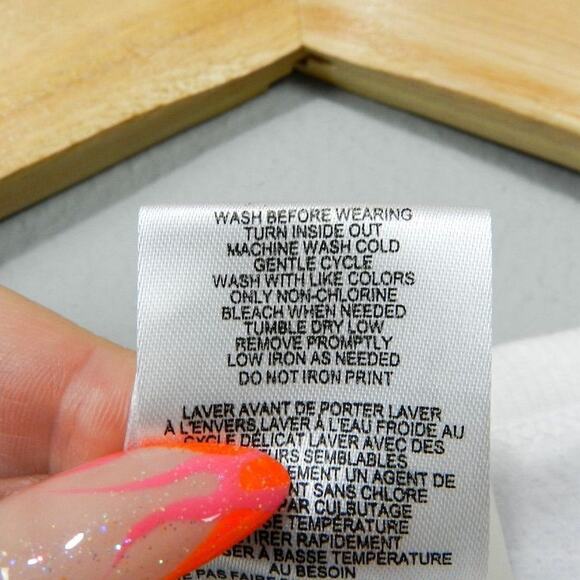 WASH BEFORE WEARING
TURN INSIDE OUT
MACHINE WASH COLD
GENTLE CYCLE
WASH WITH LIKE COLORS
ONLY NON-CHLORINE
BLEACH WHEN NEEDED
TUMBLE DRY LOW
REMOVE PROMPTLY
LOW IRON AS NEEDED
DO NOT IRON PRINT
LAVER AVANT DE PORTER LAVER
À L'ENVERS,LAVER À L'EAU FROIDE AU
CYCLE DÉLICAT LAVER AVEC DES
SEMBLABLES
UN AGENT DE
SANS CHLORE
PAR CULBUTAGE
TEMPÉRATURE
RAPIDEMENT
À BASSE TEMPÉRATURE
AU BESOIN
NE PAS FAIRE